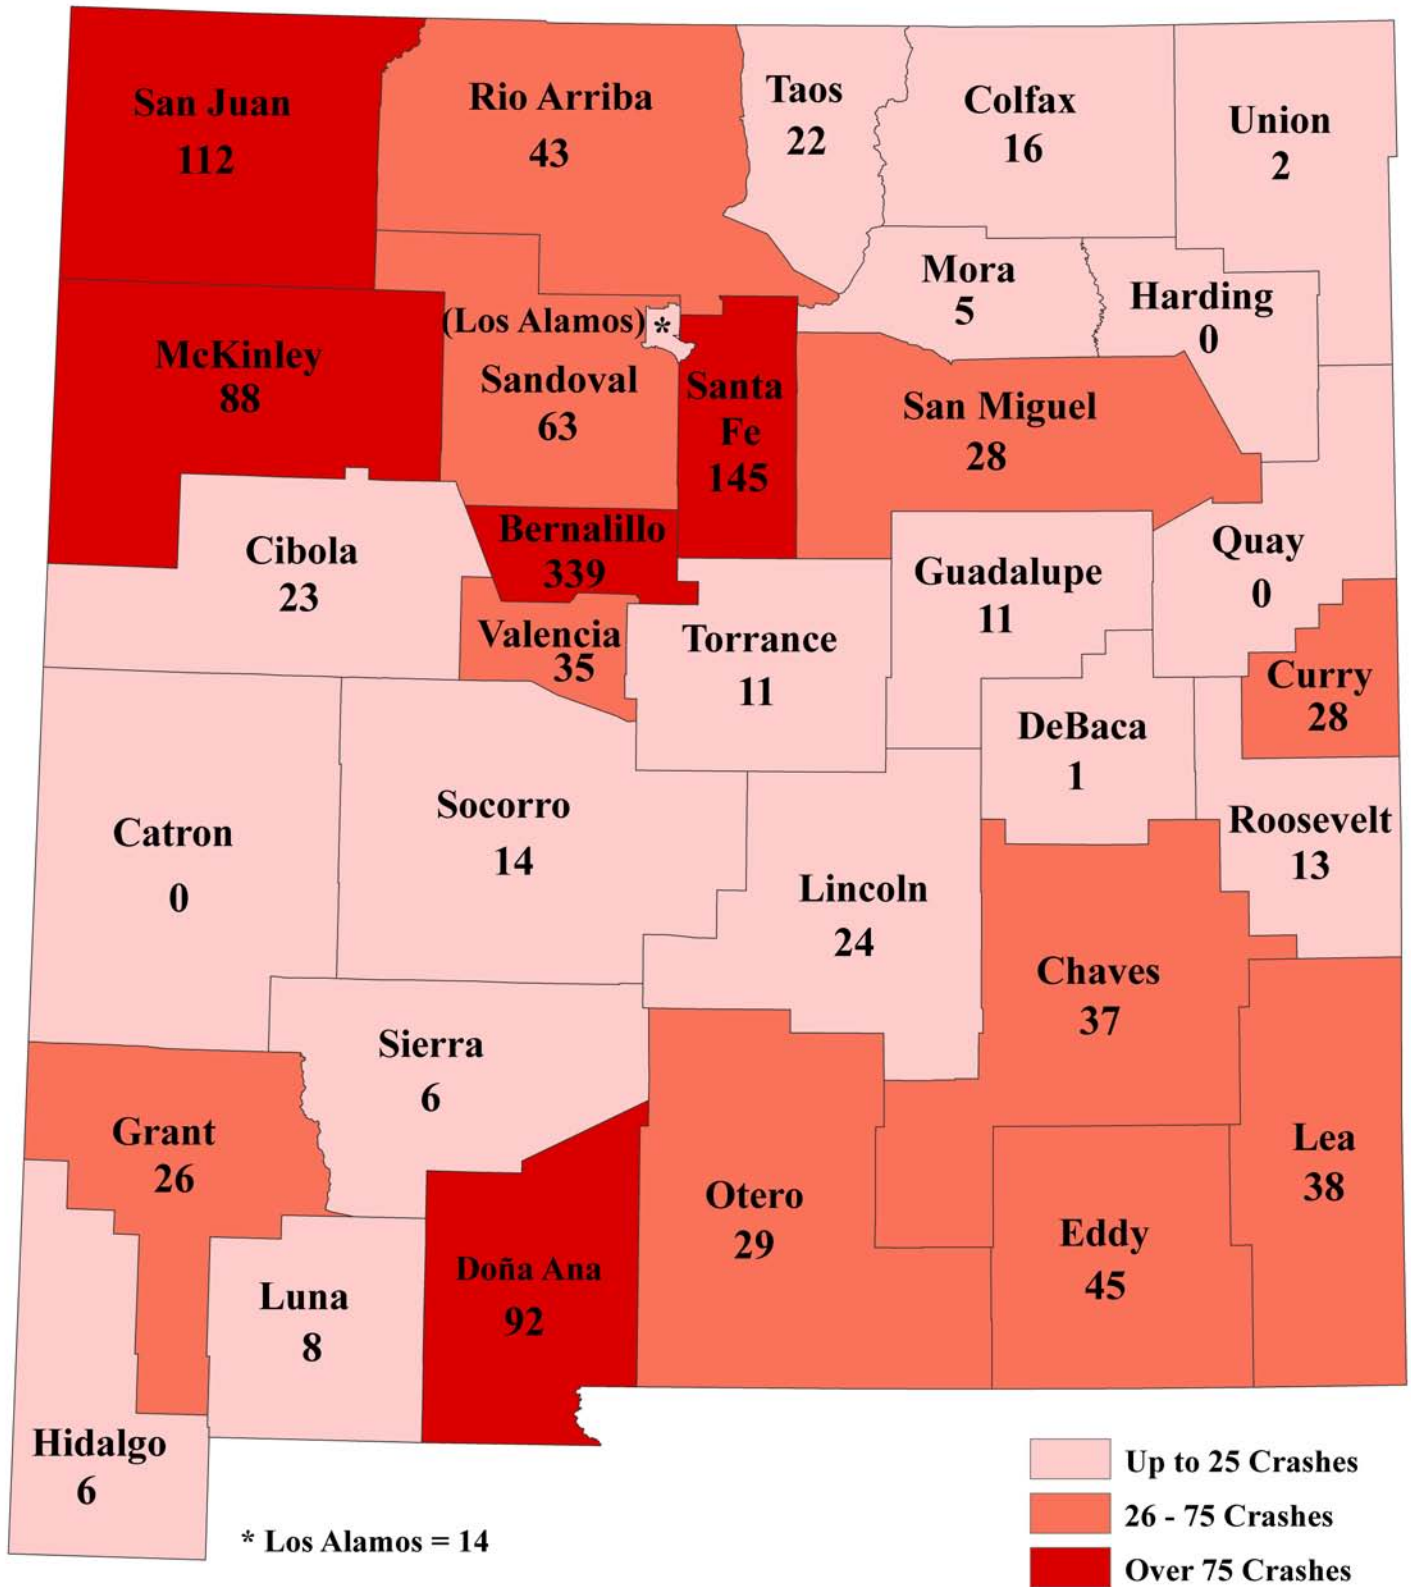 San Juan
112
Rio Arriba
43
Taos
22
Colfax
16
Union
2
Mora
5
Harding
0
(Los Alamos) *
McKinley
88
Sandoval
63
Santa
Fe
145
San Miguel
28
Cibola
23
Bernalillo
339
Valencia
35
Torrance
11
Guadalupe
11
Quay
0
Curry
28
DeBaca
1
Roosevelt
13
Catron
0
Socorro
14
Lincoln
24
Chaves
37
Sierra
6
Grant
26
Otero
29
Eddy
45
Lea
38
Luna
8
Doña Ana
92
Hidalgo
6
* Los Alamos = 14
Up to 25 Crashes
26 - 75 Crashes
Over 75 Crashes